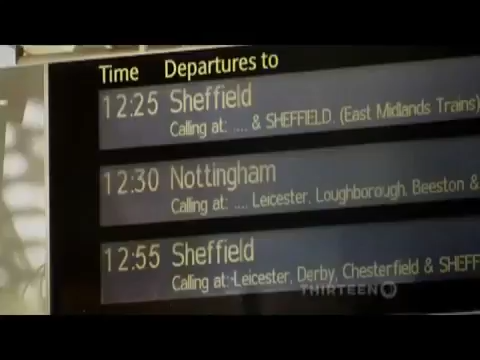 Time Departures to
12:25 Sheffield
Calling at: .... & SHEFFIELD. (East Midlands Trains)
12:30 Nottingham
Calling at: .... Leicester, Loughborough, Beeston &
12:55 Sheffield
Calling at: Leicester, Derby, Chesterfield & SHEFF
THIRTEEN